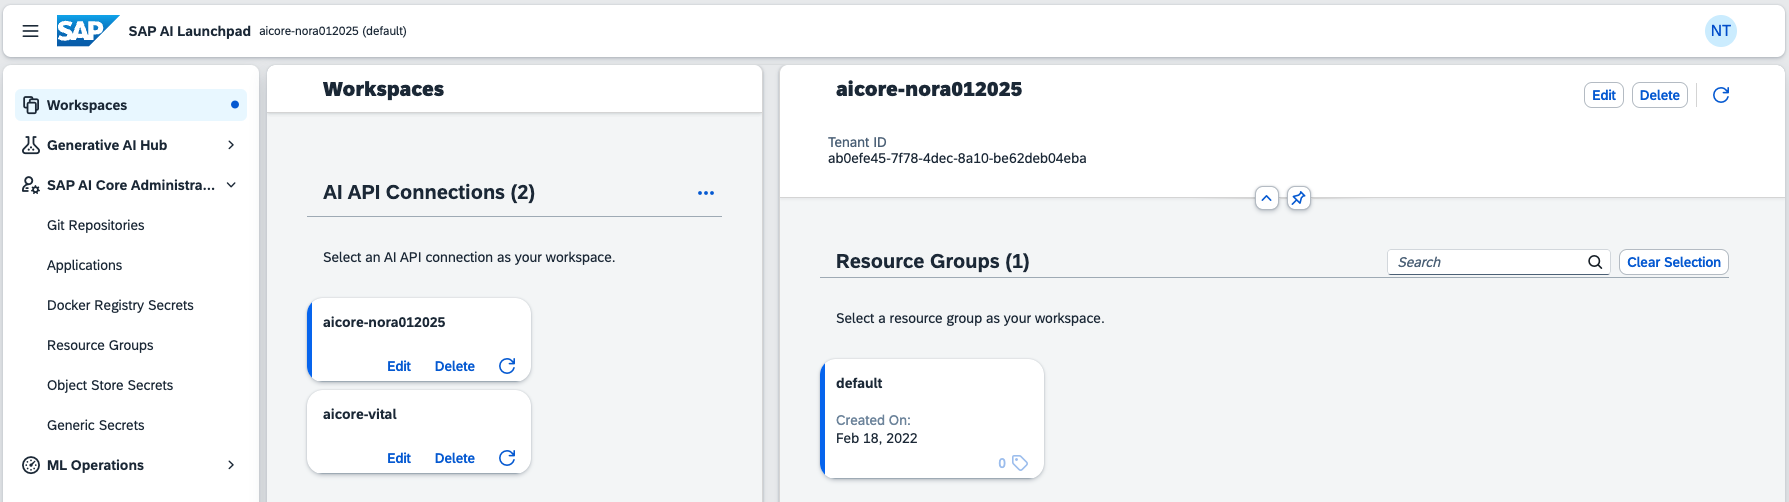 SAP SAP AI Launchpad aicore-nora012025 (default)
NT
Workspaces
Generative AI Hub
SAP AI Core Administra...
Git Repositories
Applications
Docker Registry Secrets
Resource Groups
Object Store Secrets
Generic Secrets
ML Operations
Workspaces
AI API Connections (2)
Select an AI API connection as your workspace.
aicore-nora012025
Edit Delete
aicore-vital
Edit Delete
aicore-nora012025
Edit Delete
Tenant ID
ab0efe45-7f78-4dec-8a10-be62deb04eba
Resource Groups (1)
Search
Clear Selection
Select a resource group as your workspace.
default
Created On:
Feb 18, 2022
0